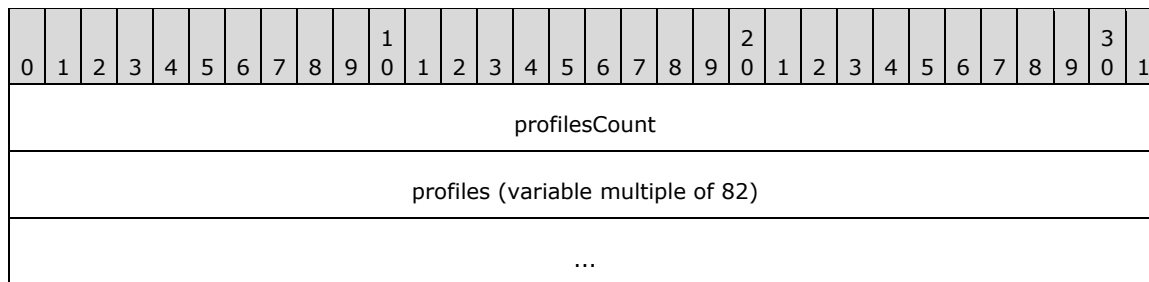 1 2 3
0 1 2 3 4 5 6 7 8 9 0 1 2 3 4 5 6 7 8 9 0 1 2 3 4 5 6 7 8 9 0 1
profilesCount
profiles (variable multiple of 82)
...